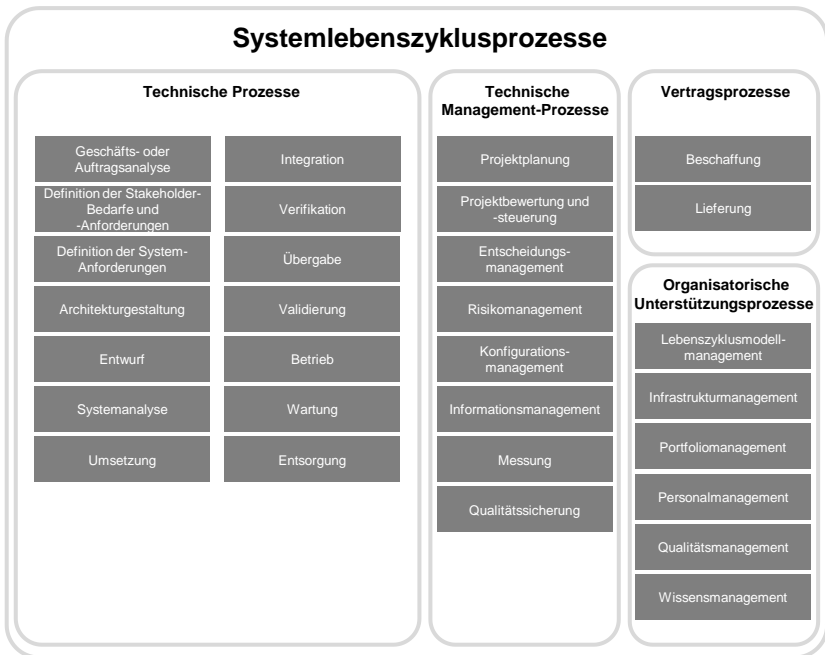 Systemlebenszyklusprozesse
Technische Prozesse
Geschäfts- oder
Auftragsanalyse
Definition der Stakeholder-
Bedarfe und
-Anforderungen
Definition der System-
Anforderungen
Architekturgestaltung
Entwurf
Systemanalyse
Umsetzung
Integration
Verifikation
Übergabe
Validierung
Betrieb
Wartung
Entsorgung
Technische
Management-Prozesse
Projektplanung
Projektbewertung und
-steuerung
Entscheidungs-
management
Risikomanagement
Konfigurations-
management
Informationsmanagement
Messung
Qualitätssicherung
Vertragsprozesse
Beschaffung
Lieferung
Organisatorische
Unterstützungsprozesse
Lebenszyklusmodell-
management
Infrastrukturmanagement
Portfoliomanagement
Personalmanagement
Qualitätsmanagement
Wissensmanagement